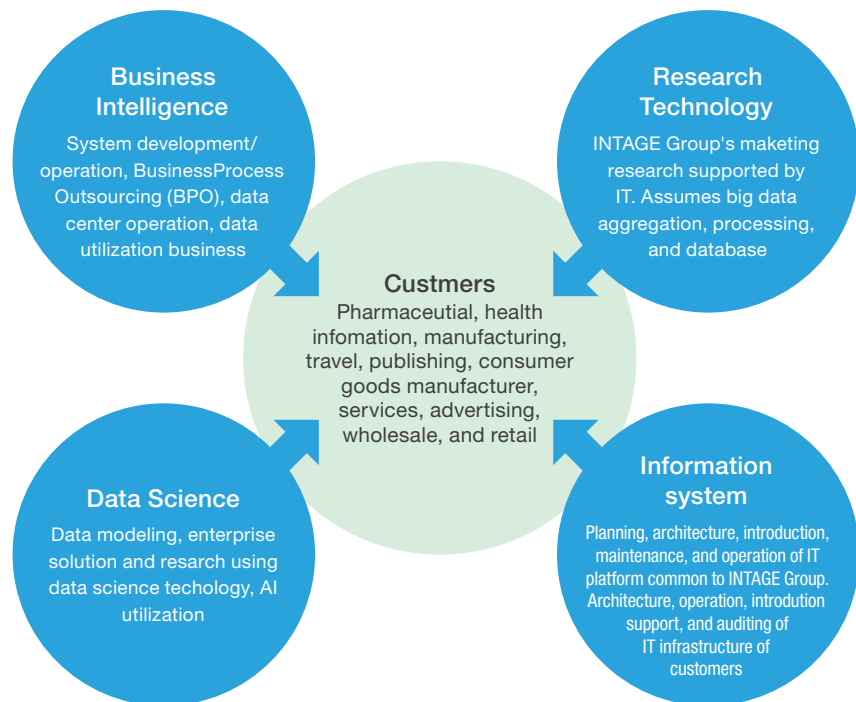 Business
Intelligence
System development/
operation, BusinessProcess
Outsourcing (BPO), data
center operation, data
utilization business
Research
Technology
INTAGE Group's maketing
research supported by
IT. Assumes big data
aggregation, processing,
and database
Custmers
Pharmaceutial, health
infomation, manufacturing,
travel, publishing, consumer
goods manufacturer,
services, advertising,
wholesale, and retail
Data Science
Data modeling, enterprise
solution and resarch using
data science techology, AI
utilization
Information
system
Planning, architecture, introduction,
maintenance, and operation of IT
platform common to INTAGE Group.
Architecture, operation, introdution
support, and auditing of
IT infrastructure of
customers